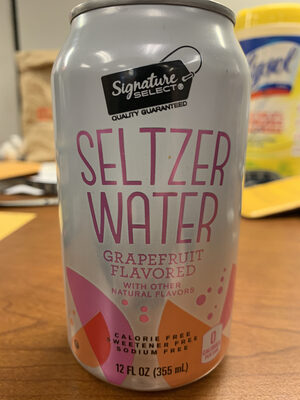 Signature
SELECT®
QUALITY GUARANTEED
SELTZER
WATER
GRAPEFRUIT
FLAVORED
WITH OTHER
NATURAL FLAVORS
CALORIE FREE
SWEETENER FREE
SODIUM FREE
12 FL OZ (355 mL)
0
Lysol